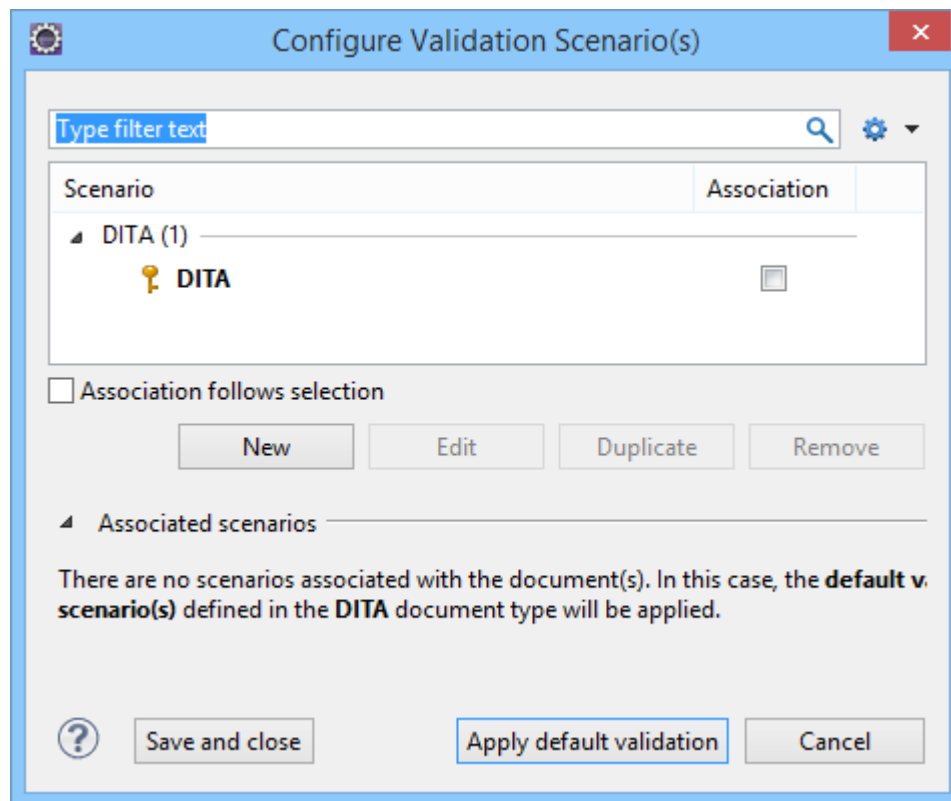 Configure Validation Scenario(s)
Type filter text
Scenario Association
DITA (1)
DITA
Association follows selection
New Edit Duplicate Remove
Associated scenarios
There are no scenarios associated with the document(s). In this case, the default
scenario(s) defined in the DITA document type will be applied.
? Save and close Apply default validation Cancel